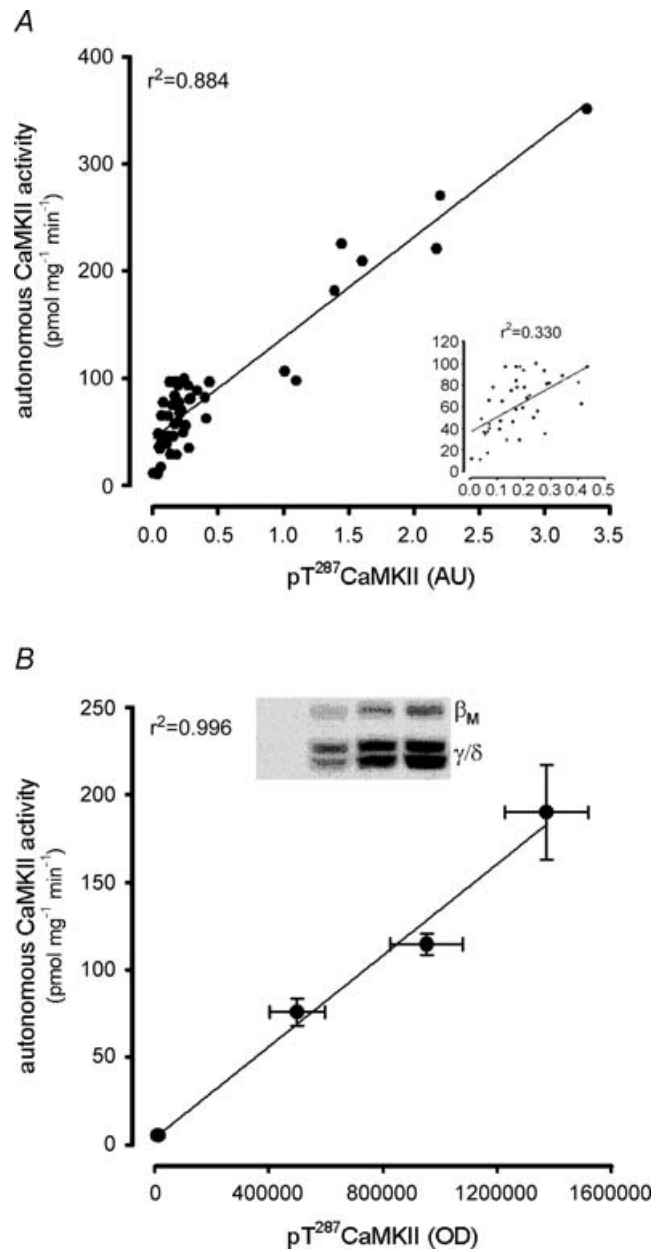 A
r²=0.884
400
300
200
100
0
autonomous CaMKII activity
(pmol mg⁻¹ min⁻¹)
r²=0.330
120
100
80
60
40
20
0
0.0 0.1 0.2 0.3 0.4 0.5
0.0 0.5 1.0 1.5 2.0 2.5 3.0 3.5
pT²⁸⁷CaMKII (AU)
B
r²=0.996
250
200
150
100
50
0
autonomous CaMKII activity
(pmol mg⁻¹ min⁻¹)
βM
γ/δ
0 400000 800000 1200000 1600000
pT²⁸⁷CaMKII (OD)